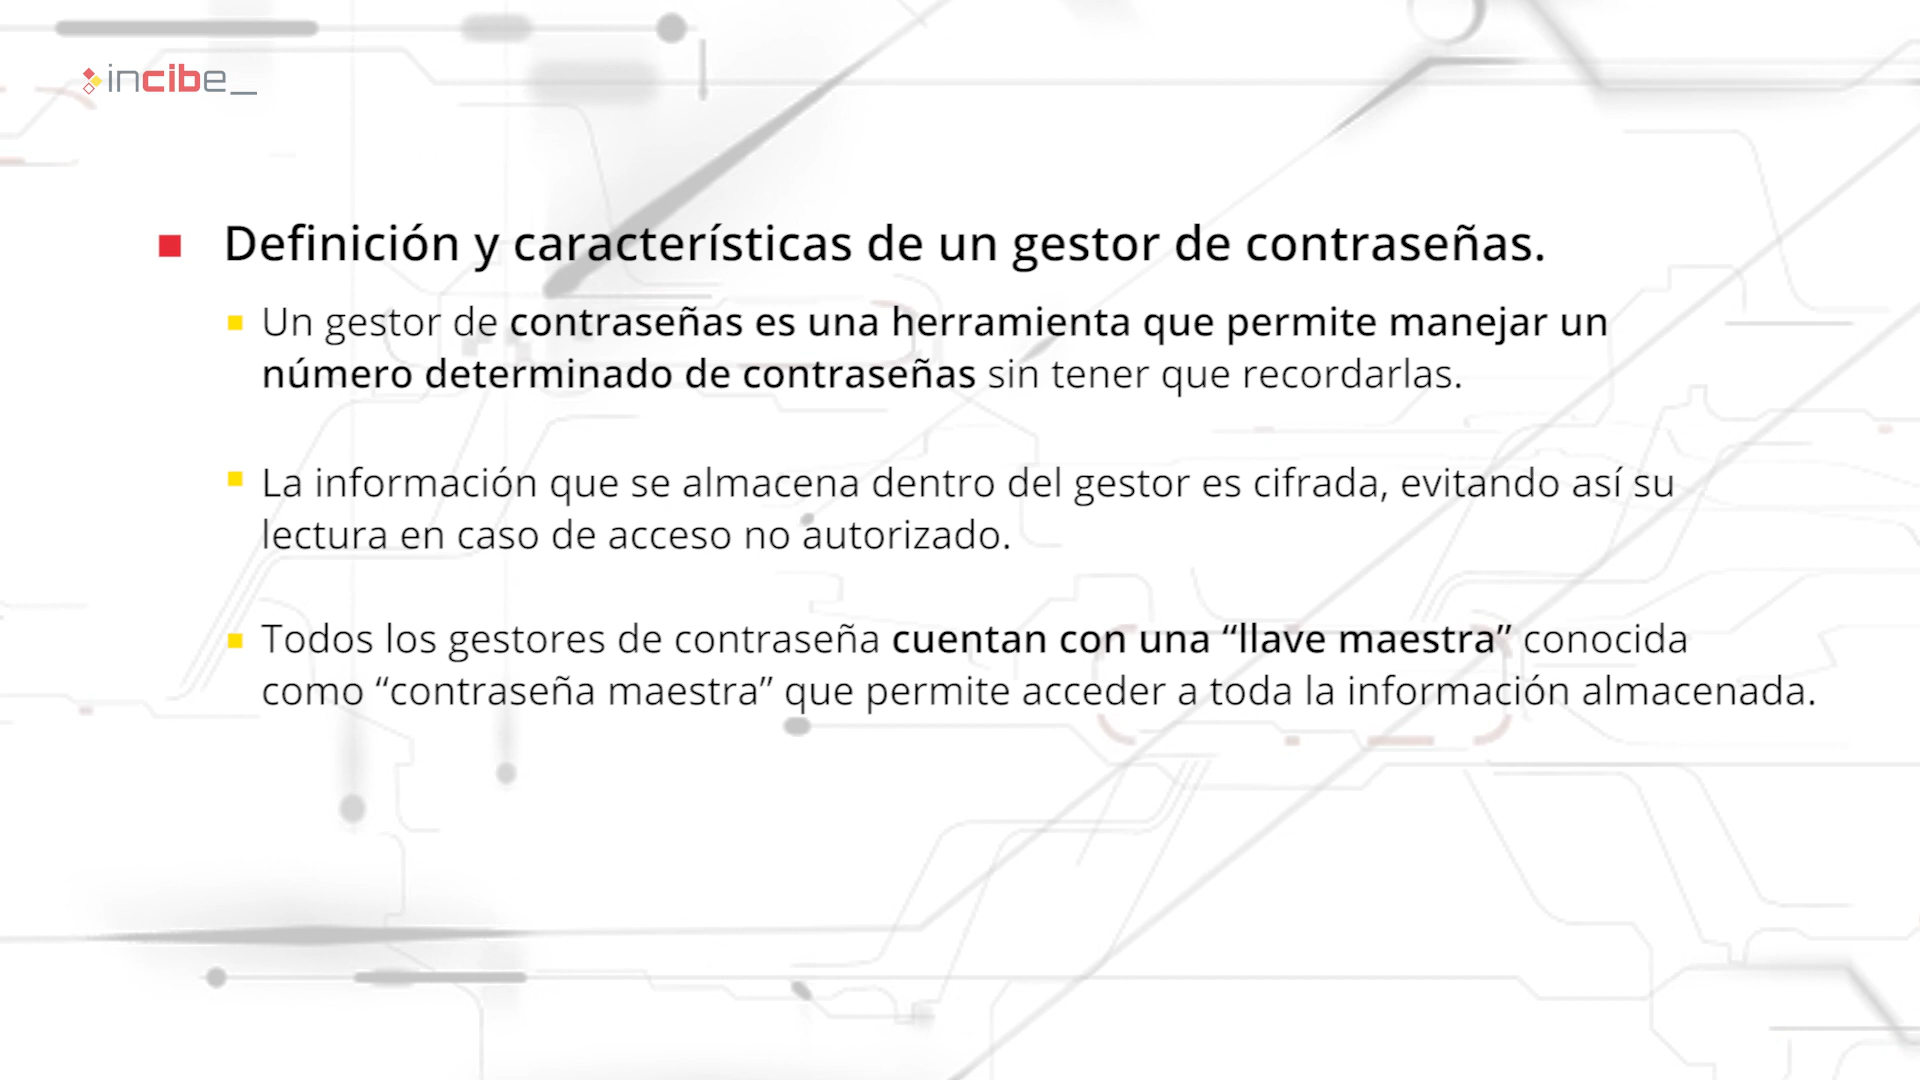 incibe_
Definición y características de un gestor de contraseñas.
Un gestor de contraseñas es una herramienta que permite manejar un
número determinado de contraseñas sin tener que recordarlas.
La información que se almacena dentro del gestor es cifrada, evitando así su
lectura en caso de acceso no autorizado.
Todos los gestores de contraseña cuentan con una “llave maestra” conocida
como “contraseña maestra” que permite acceder a toda la información almacenada.